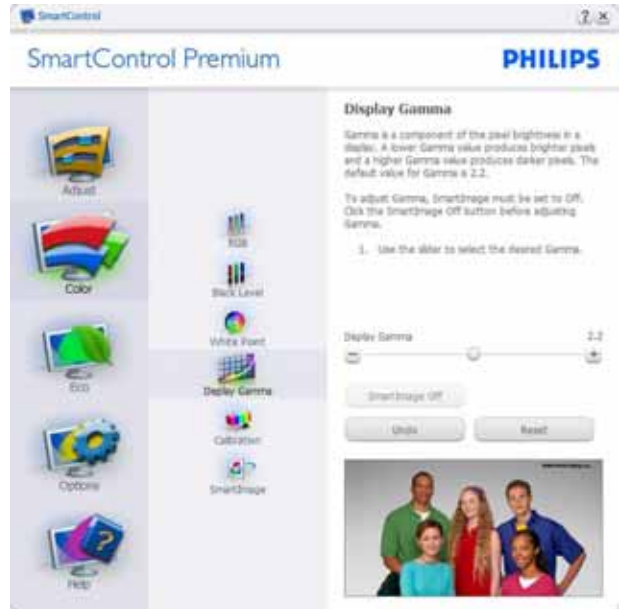 SmartControl
? ×
SmartControl Premium
PHILIPS
Adjust
Color
Eco
Options
Help
RGB
Black Level
White Point
Display Gamma
Calibration
SmartImage
Display Gamma
Gamma is a component of the pixel brightness in a
display. A lower Gamma value produces brighter pixels
and a higher Gamma value produces darker pixels. The
default value for Gamma is 2.2.
To adjust Gamma, SmartImage must be set to Off.
Click the SmartImage Off button before adjusting
Gamma.
1. Use the slider to select the desired Gamma.
Display Gamma 2.2
− +
SmartImage Off
Undo Reset